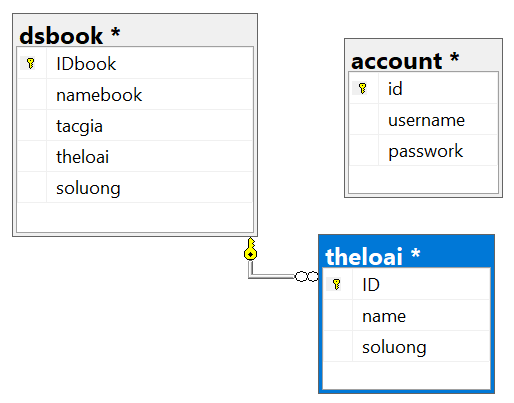 dsbook *
IDbook
namebook
tacgia
theloai
soluong
account *
id
username
passwork
theloai *
ID
name
soluong